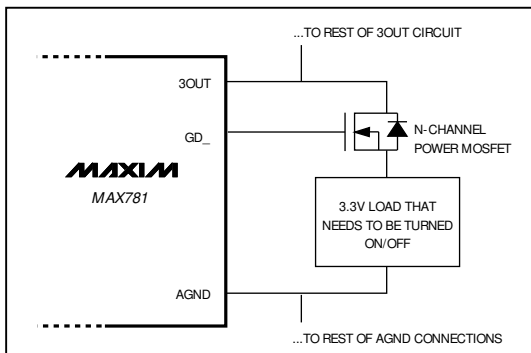 ...TO REST OF 3OUT CIRCUIT
3OUT
GD_
N-CHANNEL
POWER MOSFET
MAXIM
MAX781
3.3V LOAD THAT
NEEDS TO BE TURNED
ON/OFF
AGND
...TO REST OF AGND CONNECTIONS